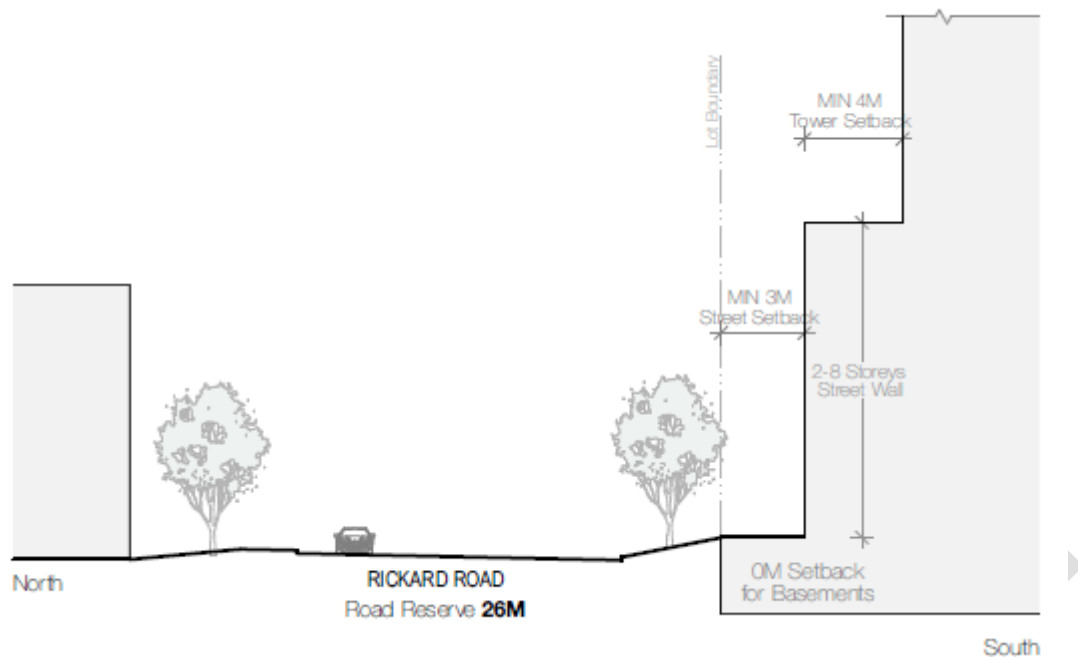 MIN 4M
Tower Setback
Lot Boundary
MIN 3M
Street Setback
2-8 Storeys
Street Wall
0M Setback
for Basements
North
RICKARD ROAD
Road Reserve 26M
South